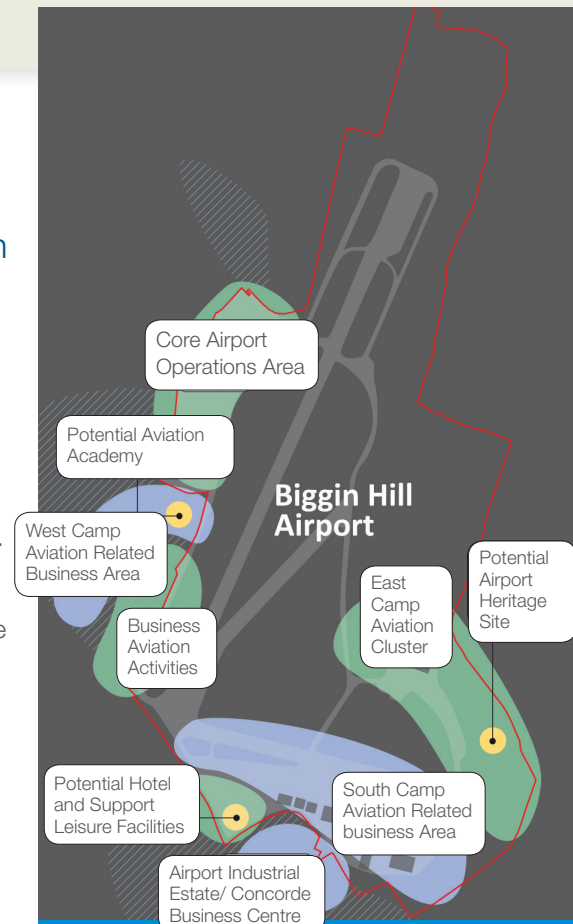 Core Airport
Operations Area
Potential Aviation
Academy
Biggin Hill
Airport
West Camp
Aviation Related
Business Area
Potential
Airport
Heritage
Site
East
Camp
Aviation
Cluster
Business
Aviation
Activities
Potential Hotel
and Support
Leisure Facilities
South Camp
Aviation Related
business Area
Airport Industrial
Estate/ Concorde
Business Centre